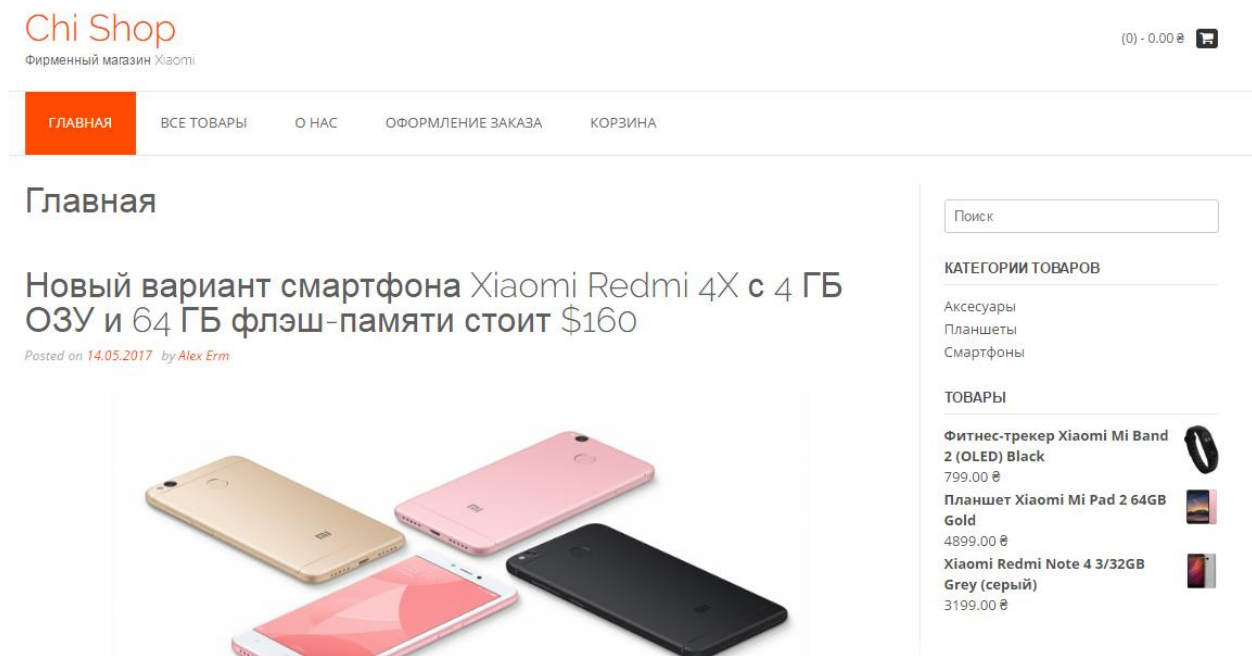 Chi Shop
Фирменный магазин Xiaomi
(0) - 0.00 ₴
ГЛАВНАЯ ВСЕ ТОВАРЫ О НАС ОФОРМЛЕНИЕ ЗАКАЗА КОРЗИНА
Главная
Новый вариант смартфона Xiaomi Redmi 4X с 4 ГБ
ОЗУ и 64 ГБ флэш-памяти стоит $160
Posted on 14.05.2017 by Alex Erm
mi
mi
mi
Поиск
КАТЕГОРИИ ТОВАРОВ
Аксесуары
Планшеты
Смартфоны
ТОВАРЫ
Фитнес-трекер Xiaomi Mi Band
2 (OLED) Black
799.00 ₴
Планшет Xiaomi Mi Pad 2 64GB
Gold
4899.00 ₴
Xiaomi Redmi Note 4 3/32GB
Grey (серый)
3199.00 ₴